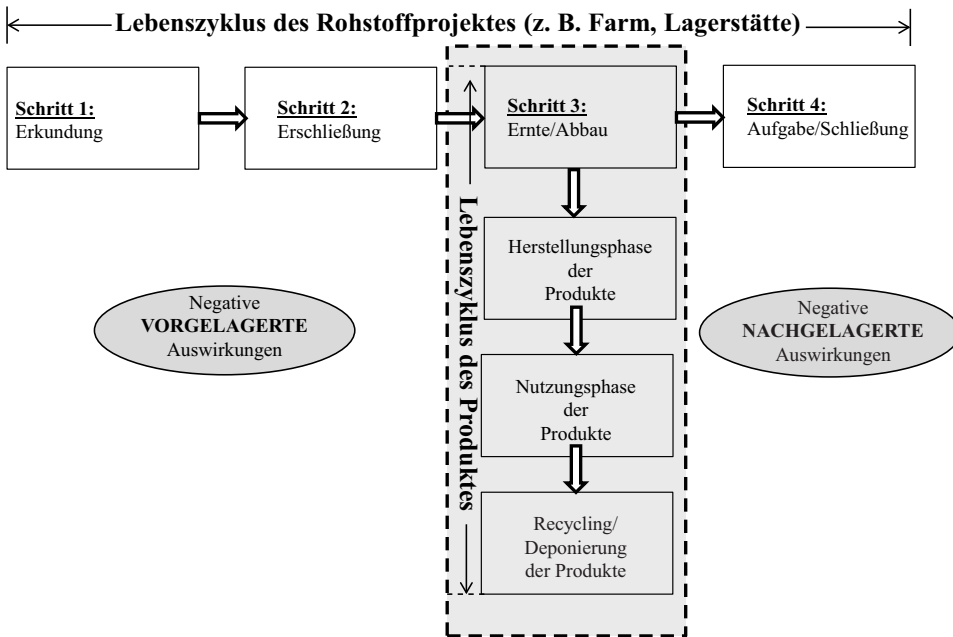 Lebenszyklus des Rohstoffprojektes (z. B. Farm, Lagerstätte)
Schritt 1:
Erkundung
Schritt 2:
Erschließung
Schritt 3:
Ernte/Abbau
Schritt 4:
Aufgabe/Schließung
Lebenszyklus des Produktes
Herstellungsphase
der
Produkte
Negative
VORGELAGERTE
Auswirkungen
Negative
NACHGELAGERTE
Auswirkungen
Nutzungsphase
der
Produkte
Recycling/
Deponierung
der Produkte